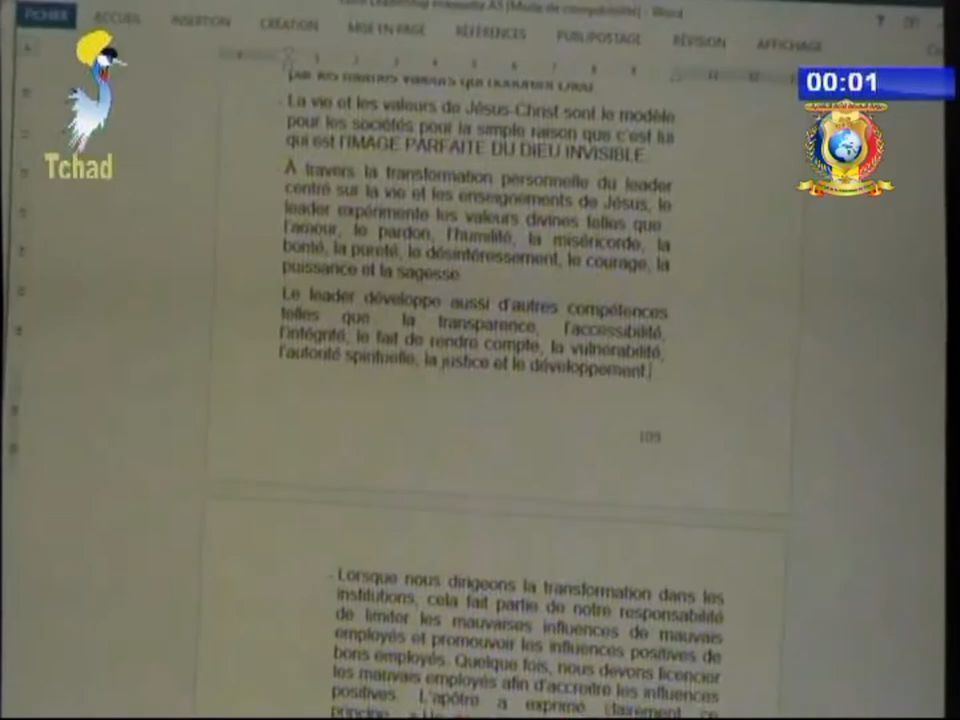 FICHIER ACCUEIL INSERTION CRÉATION MISE EN PAGE RÉFÉRENCES PUBLIPOSTAGE RÉVISION AFFICHAGE
Tchad
00:01
- La vie et les valeurs de Jésus-Christ sont le modèle
pour les sociétés pour la simple raison que c'est lui
qui est l'IMAGE PARFAITE DU DIEU INVISIBLE.
À travers la transformation personnelle du leader
centré sur la vie et les enseignements de Jésus, le
leader expérimente les valeurs divines telles que
l'amour, le pardon, l'humilité, la miséricorde, la
bonté, la pureté, le désintéressement, le courage, la
puissance et la sagesse.
Le leader développe aussi d'autres compétences
telles que la transparence, l'accessibilité,
l'intégrité, le fait de rendre compte, la vulnérabilité,
l'autorité spirituelle, la justice et le développement.
109
- Lorsque nous dirigeons la transformation dans les
institutions, cela fait partie de notre responsabilité
de limiter les mauvaises influences de mauvais
employés et promouvoir les influences positives de
bons employés. Quelque fois, nous devons licencier
les mauvais employés afin d'accroitre les influences
positives. L'apôtre a exprimé clairement ce
principe